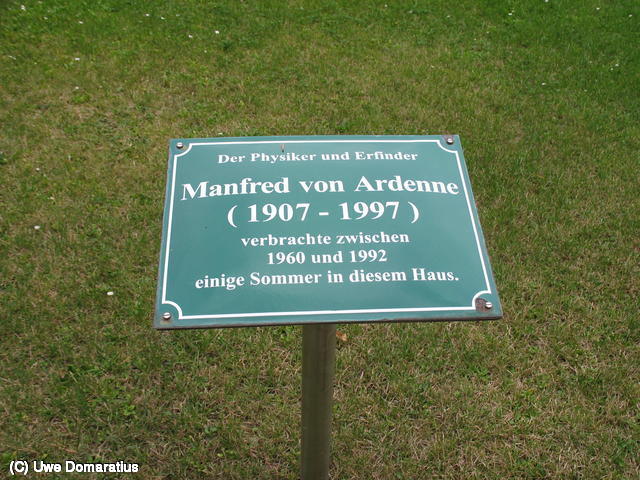 Der Physiker und Erfinder
Manfred von Ardenne
( 1907 - 1997 )
verbrachte zwischen
1960 und 1992
einige Sommer in diesem Haus.
(C) Uwe Domaratius